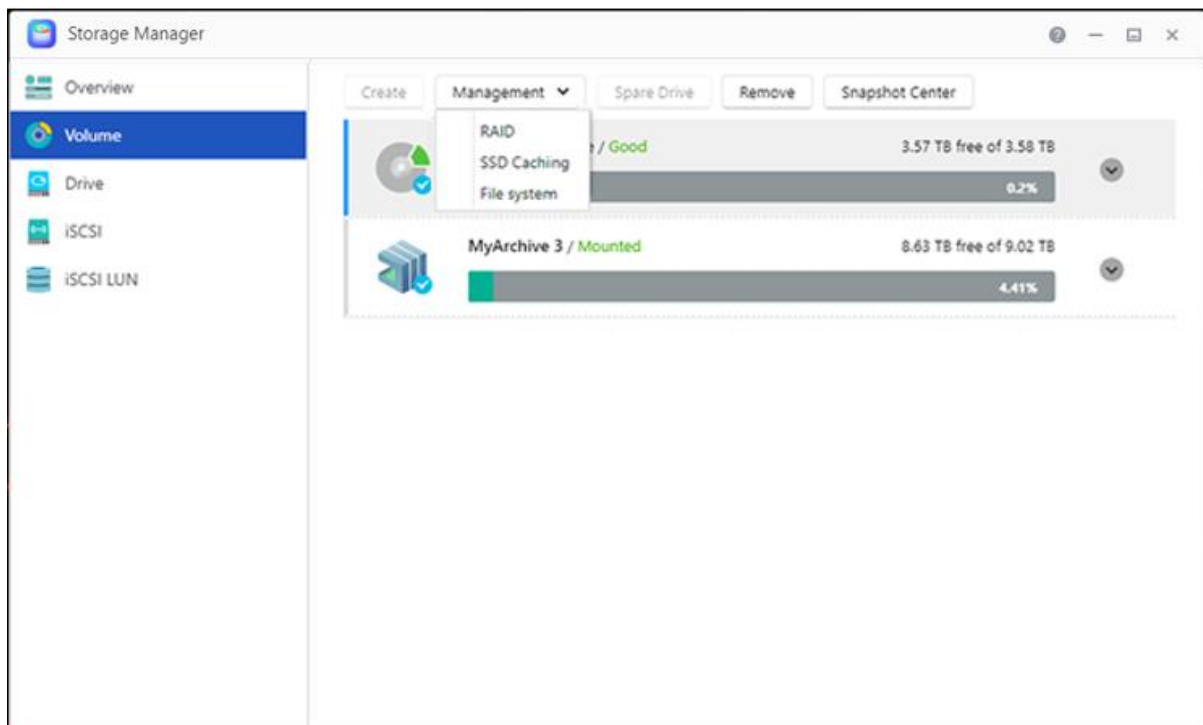 Storage Manager
Overview
Volume
Drive
iSCSI
iSCSI LUN
Create Management Spare Drive Remove Snapshot Center
RAID
SSD Caching
File system
/ Good 3.57 TB free of 3.58 TB
0.2%
MyArchive 3 / Mounted 8.63 TB free of 9.02 TB
4.41%